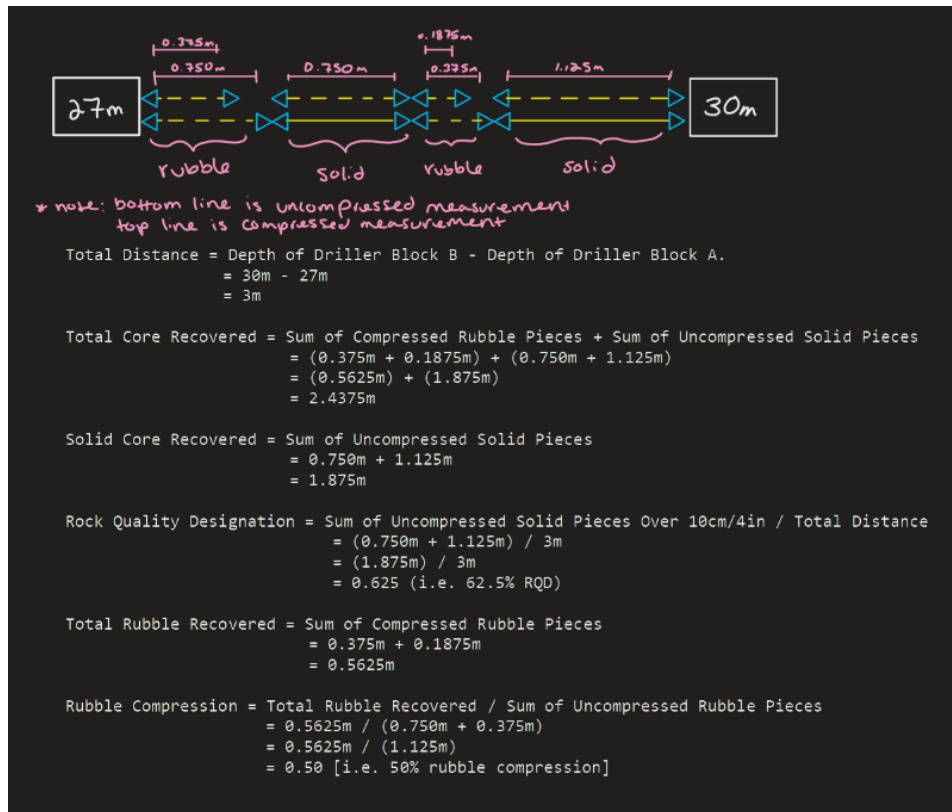 0.375m
0.1875m
0.750m
0.750m
0.375m
1.125m
27m
30m
rubble
solid
rubble
solid
* note: bottom line is uncompressed measurement
top line is compressed measurement
Total Distance = Depth of Driller Block B - Depth of Driller Block A.
= 30m - 27m
= 3m
Total Core Recovered = Sum of Compressed Rubble Pieces + Sum of Uncompressed Solid Pieces
= (0.375m + 0.1875m) + (0.750m + 1.125m)
= (0.5625m) + (1.875m)
= 2.4375m
Solid Core Recovered = Sum of Uncompressed Solid Pieces
= 0.750m + 1.125m
= 1.875m
Rock Quality Designation = Sum of Uncompressed Solid Pieces Over 10cm/4in / Total Distance
= (0.750m + 1.125m) / 3m
= (1.875m) / 3m
= 0.625 (i.e. 62.5% RQD)
Total Rubble Recovered = Sum of Compressed Rubble Pieces
= 0.375m + 0.1875m
= 0.5625m
Rubble Compression = Total Rubble Recovered / Sum of Uncompressed Rubble Pieces
= 0.5625m / (0.750m + 0.375m)
= 0.5625m / (1.125m)
= 0.50 [i.e. 50% rubble compression]